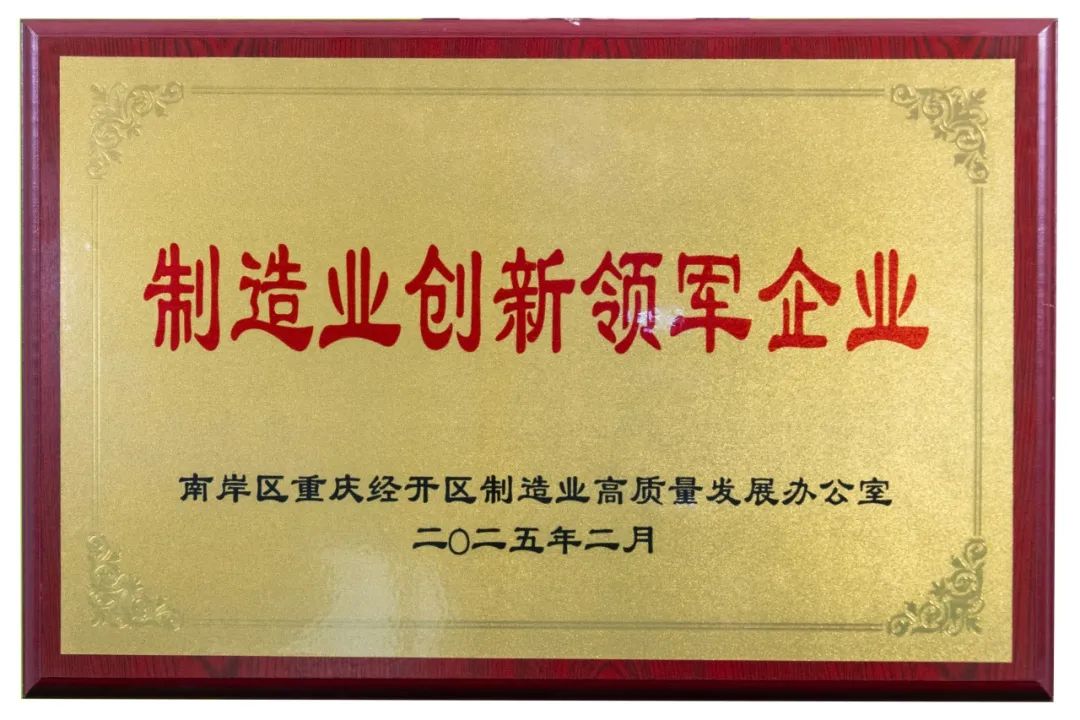 制造业创新领军企业
南岸区重庆经开区制造业高质量发展办公室
二〇二五年二月